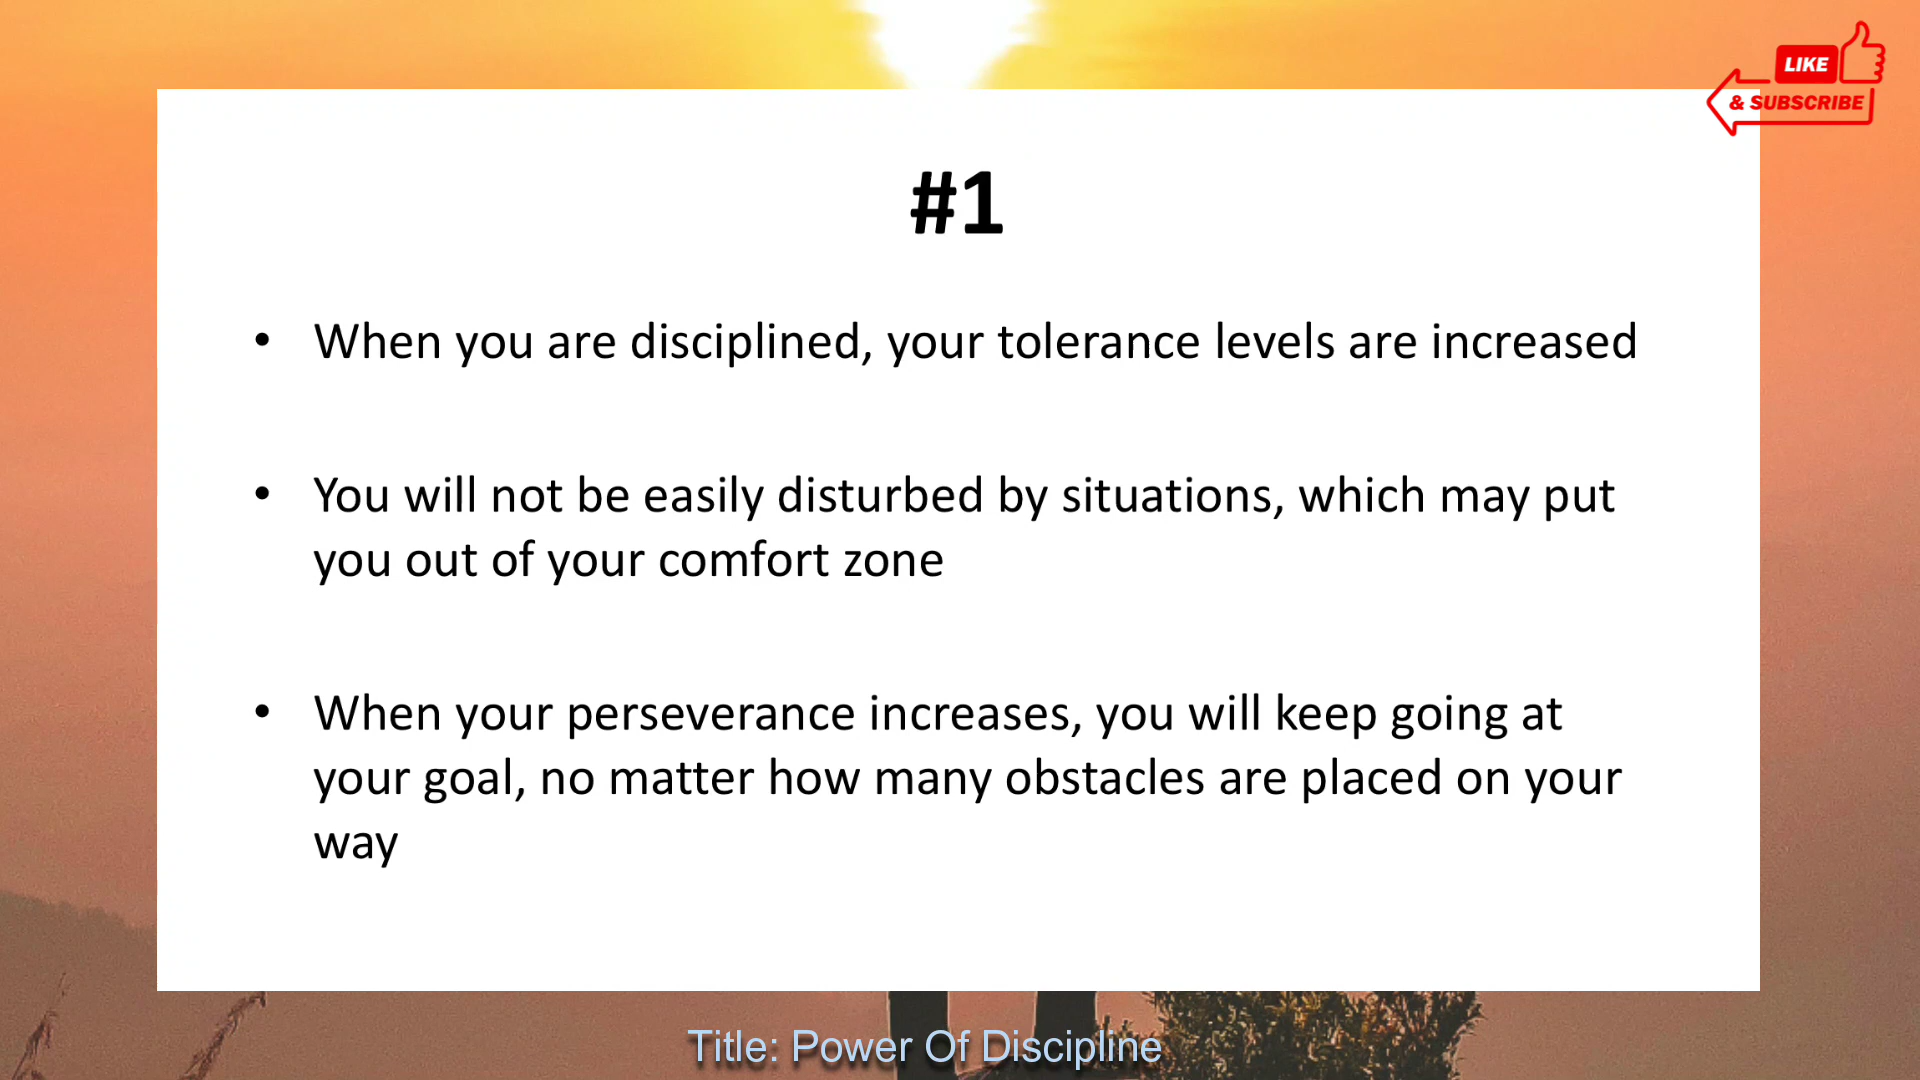 LIKE
& SUBSCRIBE
#1
• When you are disciplined, your tolerance levels are increased
• You will not be easily disturbed by situations, which may put
you out of your comfort zone
• When your perseverance increases, you will keep going at
your goal, no matter how many obstacles are placed on your
way
Title: Power Of Discipline